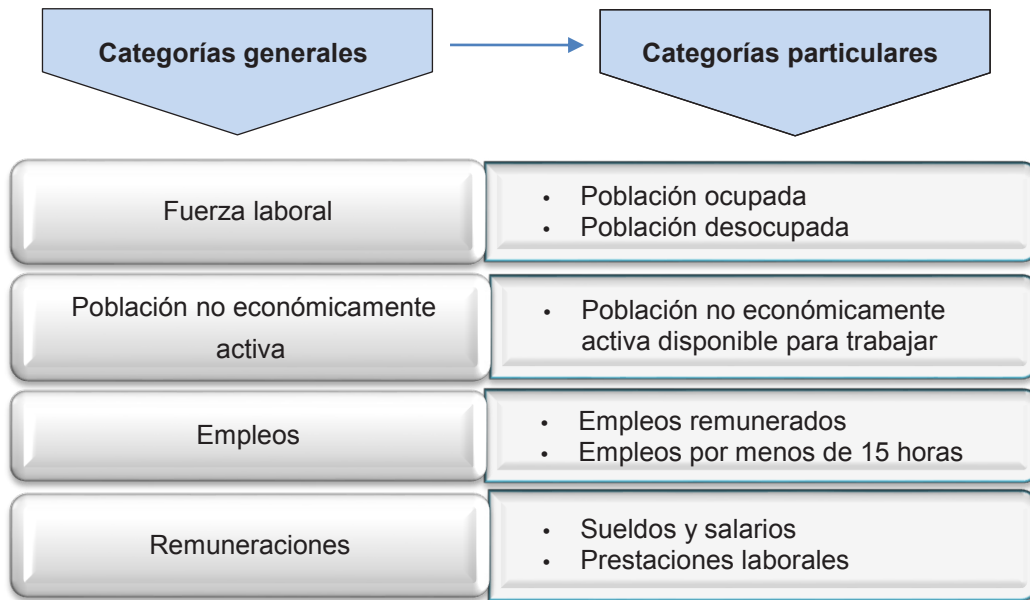 Categorías generales
Categorías particulares
Fuerza laboral
• Población ocupada
• Población desocupada
Población no económicamente
activa
• Población no económicamente
activa disponible para trabajar
Empleos
• Empleos remunerados
• Empleos por menos de 15 horas
Remuneraciones
• Sueldos y salarios
• Prestaciones laborales